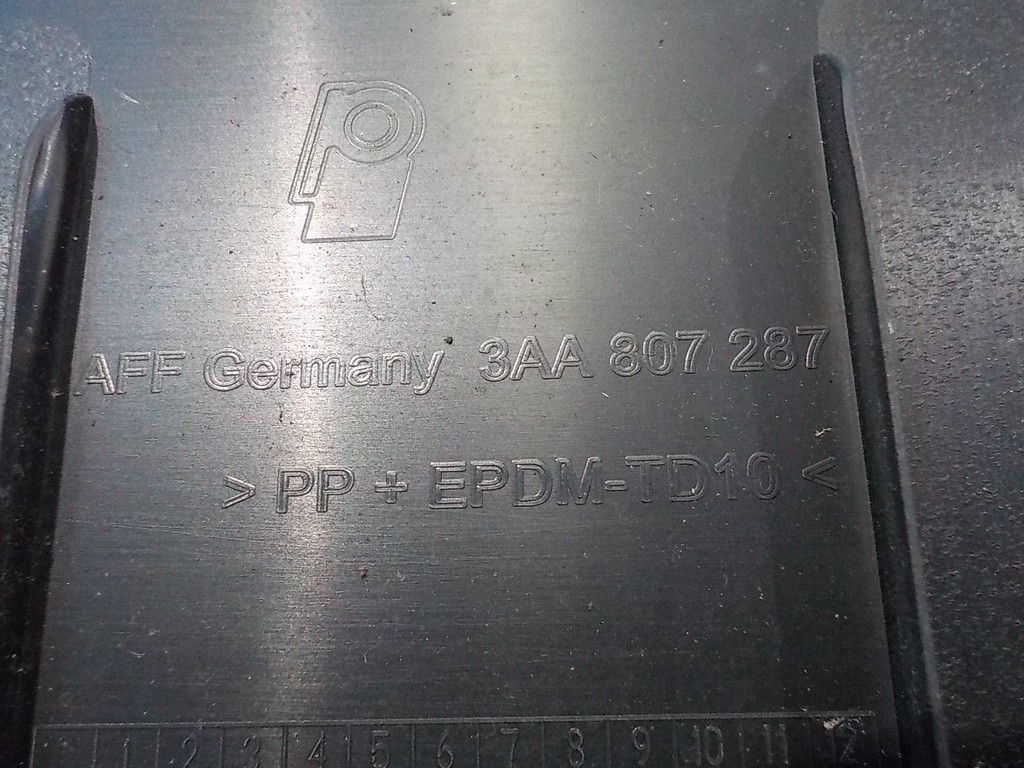 AFF Germany 3AA 807 287
> PP + EPDM-TD10 <
1 2 3 4 5 6 7 8 9 10 11 12